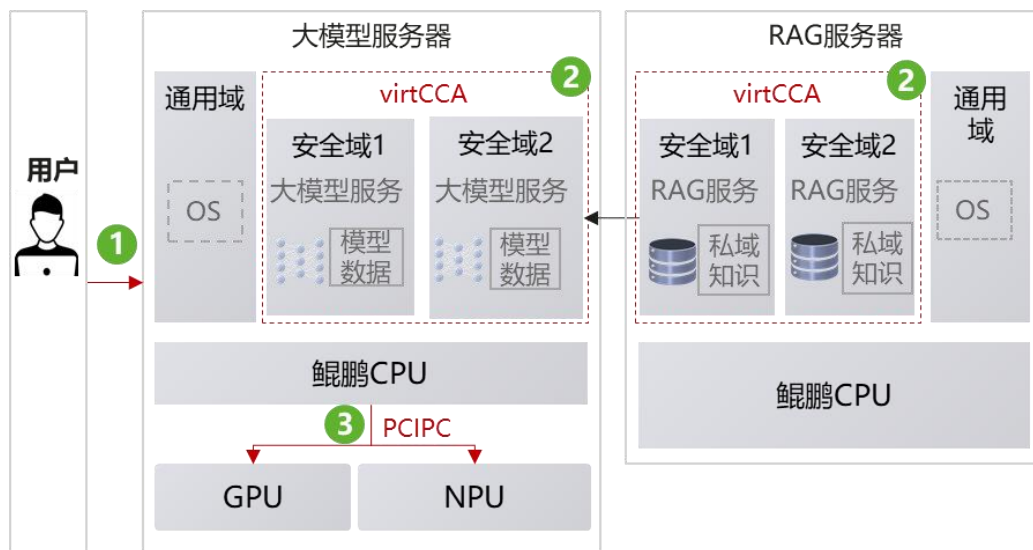 用户
1
大模型服务器
通用域
OS
virtCCA
2
安全域1
大模型服务
模型
数据
安全域2
大模型服务
模型
数据
鲲鹏CPU
3
PCIPC
GPU
NPU
RAG服务器
virtCCA
2
安全域1
RAG服务
私域
知识
安全域2
RAG服务
私域
知识
通用
域
OS
鲲鹏CPU